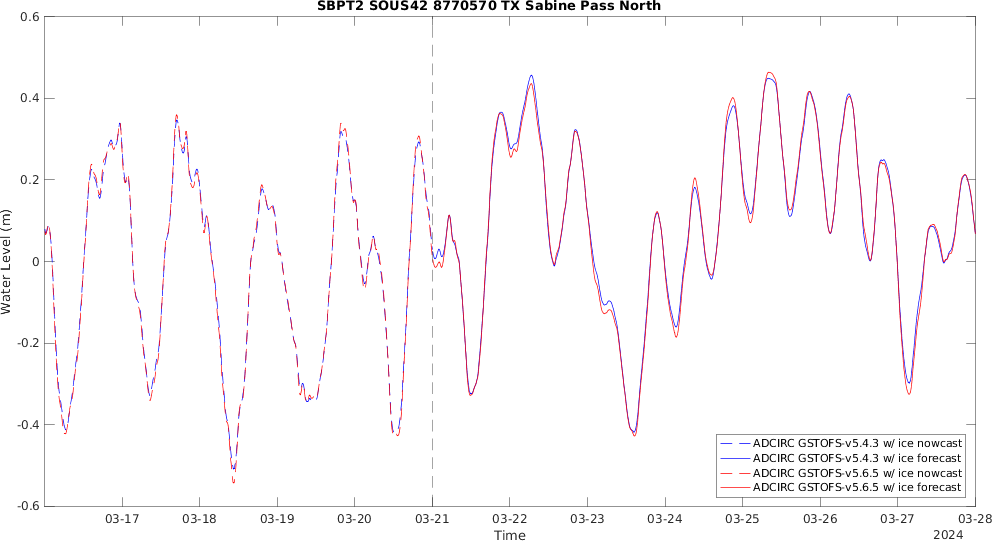 SBPT2 SOUS42 8770570 TX Sabine Pass North
0.6
0.4
0.2
0
-0.2
-0.4
-0.6
Water Level (m)
03-17 03-18 03-19 03-20 03-21 03-22 03-23 03-24 03-25 03-26 03-27 03-28
Time
2024
ADCIRC GSTOFS-v5.4.3 w/ ice nowcast
ADCIRC GSTOFS-v5.4.3 w/ ice forecast
ADCIRC GSTOFS-v5.6.5 w/ ice nowcast
ADCIRC GSTOFS-v5.6.5 w/ ice forecast